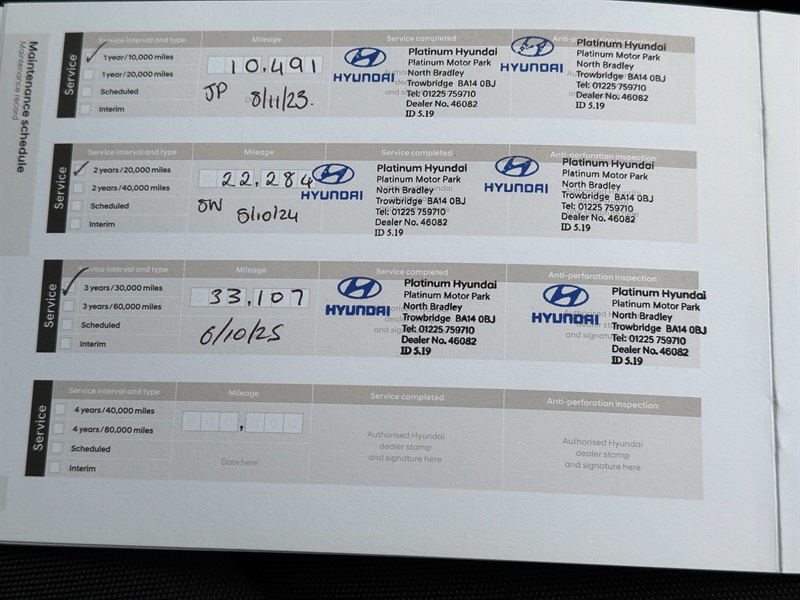 Maintenance schedule
Maintenance record
Service
Service interval and type
Mileage
Service completed
Anti-perforation inspection
1 year/10,000 miles
1 year/20,000 miles
Scheduled
Interim
10,491
JP 8/11/23.
HYUNDAI
Platinum Hyundai
Platinum Motor Park
North Bradley
Trowbridge BA14 0BJ
Tel: 01225 759710
Dealer No. 46082
ID 5.19
HYUNDAI
Platinum Hyundai
Platinum Motor Park
North Bradley
Trowbridge BA14 0BJ
Tel: 01225 759710
Dealer No. 46082
ID 5.19
Service
Service interval and type
Mileage
Service completed
Anti-perforation inspection
2 years/20,000 miles
2 years/40,000 miles
Scheduled
Interim
22,284
SW 5/10/24
HYUNDAI
Platinum Hyundai
Platinum Motor Park
North Bradley
Trowbridge BA14 0BJ
Tel: 01225 759710
Dealer No. 46082
ID 5.19
HYUNDAI
Platinum Hyundai
Platinum Motor Park
North Bradley
Trowbridge BA14 0BJ
Tel: 01225 759710
Dealer No. 46082
ID 5.19
Service
Service interval and type
Mileage
Service completed
Anti-perforation inspection
3 years/30,000 miles
3 years/60,000 miles
Scheduled
Interim
33,107
6/10/25
HYUNDAI
Platinum Hyundai
Platinum Motor Park
North Bradley
Trowbridge BA14 0BJ
Tel: 01225 759710
Dealer No. 46082
ID 5.19
HYUNDAI
Platinum Hyundai
Platinum Motor Park
North Bradley
Trowbridge BA14 0BJ
Tel: 01225 759710
Dealer No. 46082
ID 5.19
Service
Service interval and type
Mileage
Service completed
Anti-perforation inspection
4 years/40,000 miles
4 years/80,000 miles
Scheduled
Interim
000,000
Date here
Authorised Hyundai
dealer stamp
and signature here
Authorised Hyundai
dealer stamp
and signature here